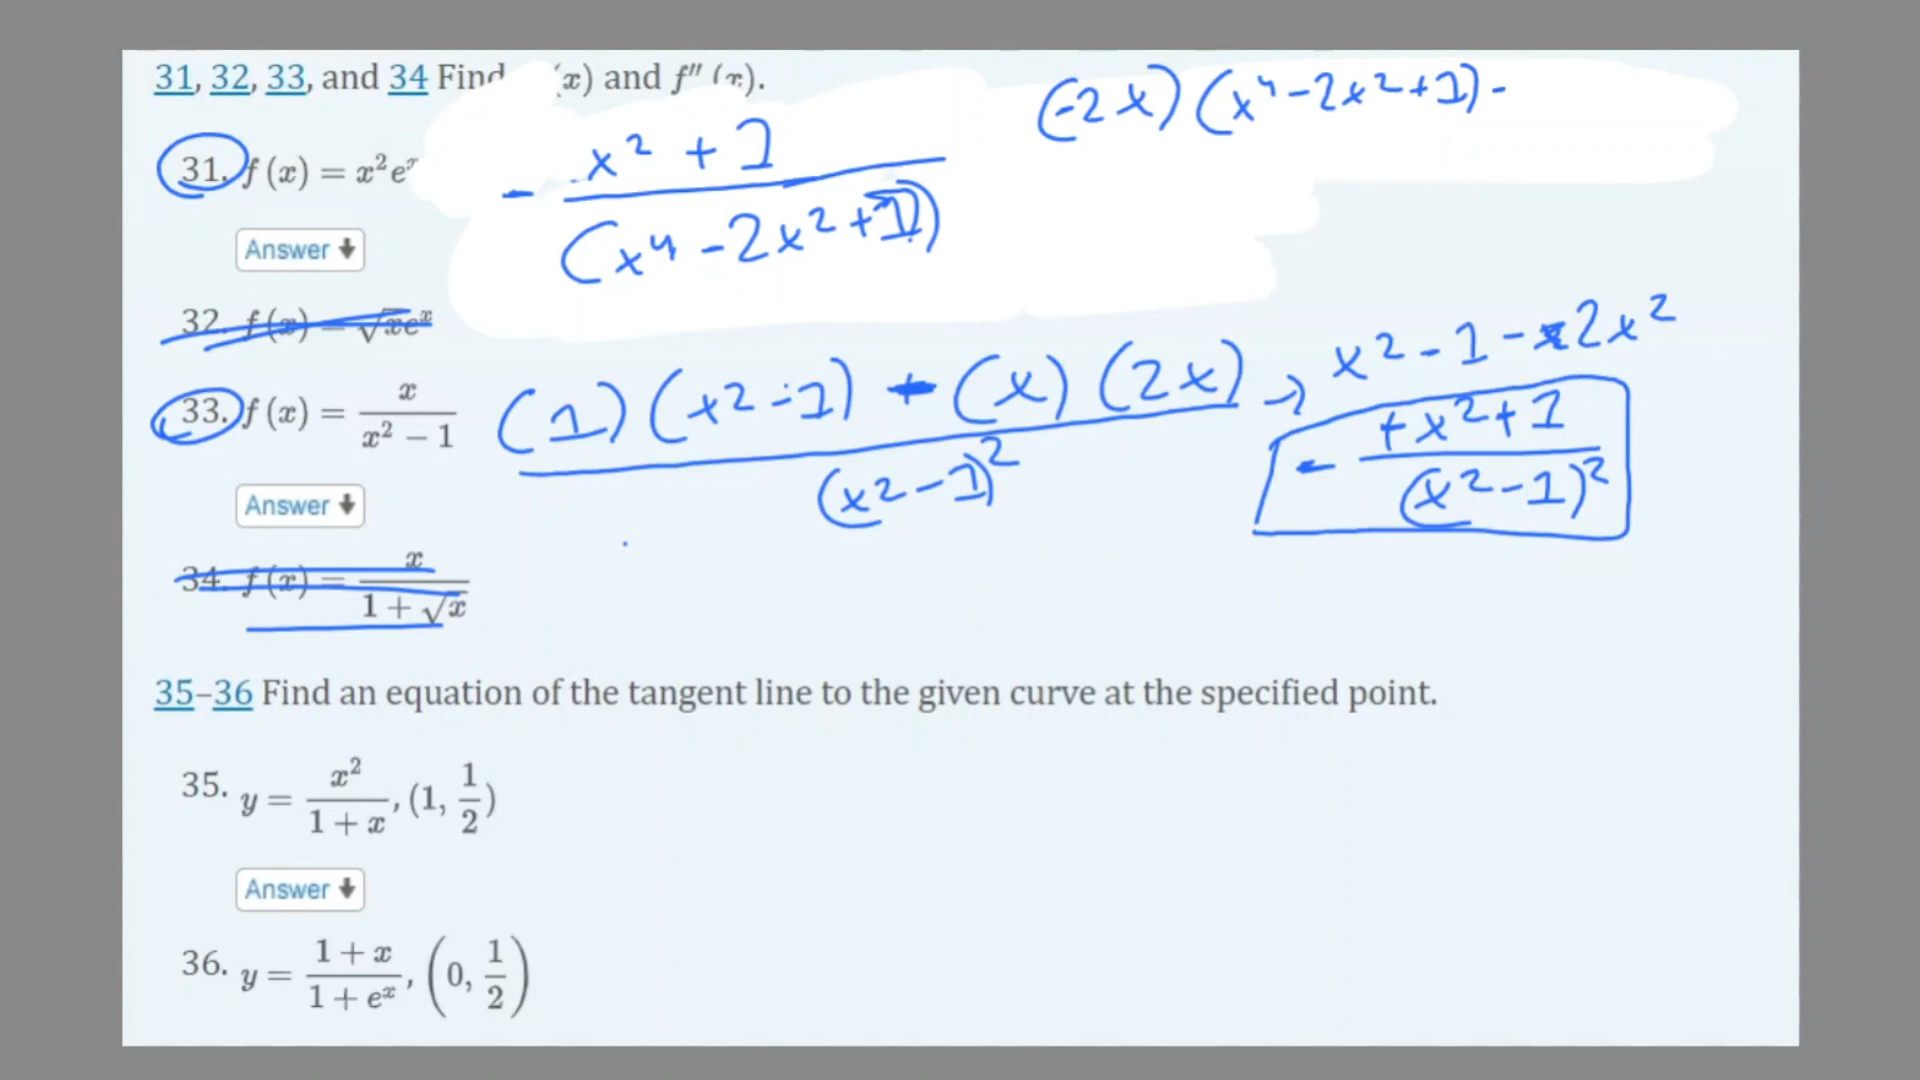 31, 32, 33, and 34 Find (x) and f″ (x).
(-2x) (x⁴-2x²+1) -
31. f (x) = x²eˣ
- x² + 1
(x⁴ - 2x² + 1)
Answer
32. f (x) = √xeˣ
x² - 1 - 2x²
33. f (x) = x / x² − 1
(1) (x² - 1) - (x) (2x) →
(x² - 1)²
- +x² + 1
(x² - 1)²
Answer
34. f (x) = x / 1 + √x
35–36 Find an equation of the tangent line to the given curve at the specified point.
35. y = x² / 1 + x, (1, 1/2)
Answer
36. y = 1 + x / 1 + eˣ, (0, 1/2)